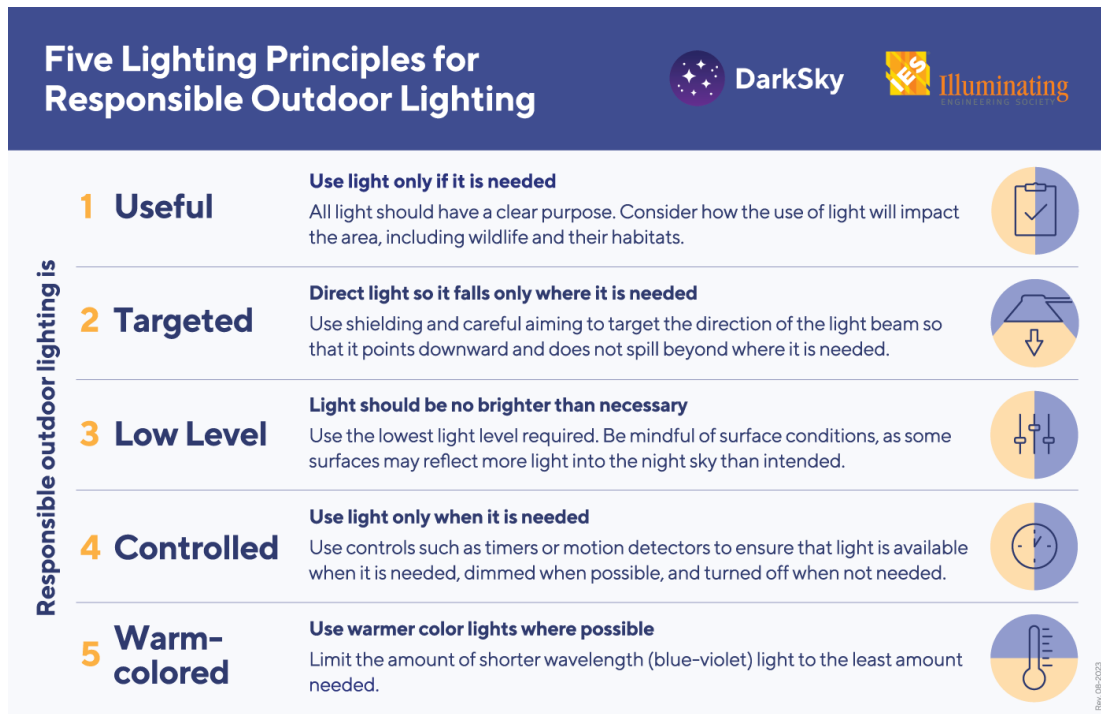 Five Lighting Principles for
Responsible Outdoor Lighting
DarkSky
IES
Illuminating
ENGINEERING SOCIETY
Responsible outdoor lighting is
1 Useful
Use light only if it is needed
All light should have a clear purpose. Consider how the use of light will impact
the area, including wildlife and their habitats.
2 Targeted
Direct light so it falls only where it is needed
Use shielding and careful aiming to target the direction of the light beam so
that it points downward and does not spill beyond where it is needed.
3 Low Level
Light should be no brighter than necessary
Use the lowest light level required. Be mindful of surface conditions, as some
surfaces may reflect more light into the night sky than intended.
4 Controlled
Use light only when it is needed
Use controls such as timers or motion detectors to ensure that light is available
when it is needed, dimmed when possible, and turned off when not needed.
5 Warm-
colored
Use warmer color lights where possible
Limit the amount of shorter wavelength (blue-violet) light to the least amount
needed.
Rev. 08-2023